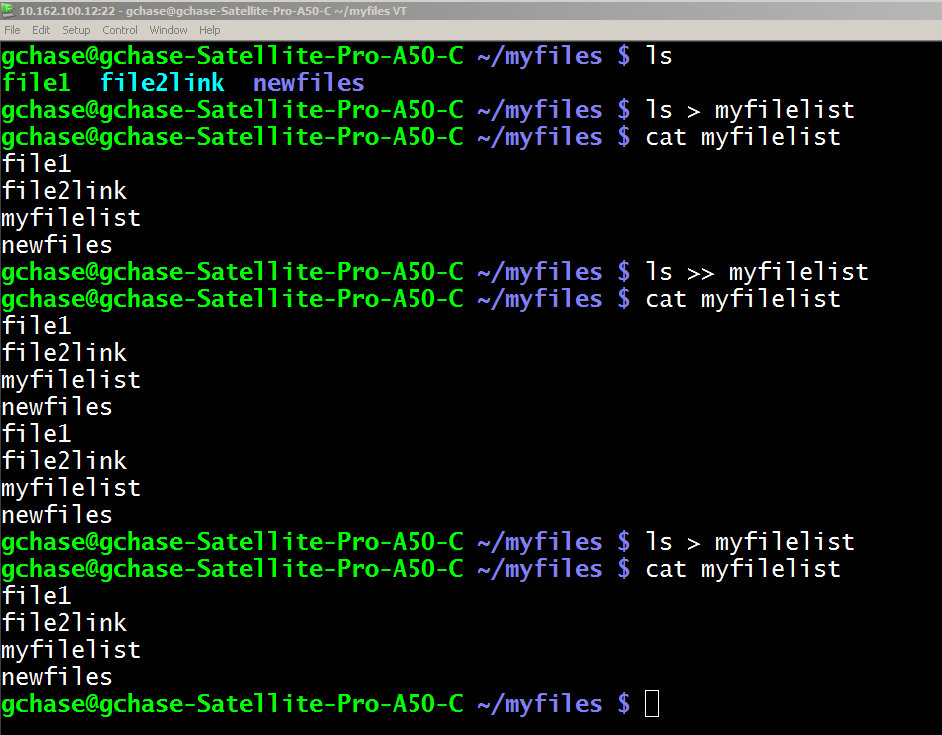 10.162.100.12:22 - gchase@gchase-Satellite-Pro-A50-C ~/myfiles VT
File Edit Setup Control Window Help
gchase@gchase-Satellite-Pro-A50-C ~/myfiles $ ls
file1 file2link newfiles
gchase@gchase-Satellite-Pro-A50-C ~/myfiles $ ls > myfilelist
gchase@gchase-Satellite-Pro-A50-C ~/myfiles $ cat myfilelist
file1
file2link
myfilelist
newfiles
gchase@gchase-Satellite-Pro-A50-C ~/myfiles $ ls >> myfilelist
gchase@gchase-Satellite-Pro-A50-C ~/myfiles $ cat myfilelist
file1
file2link
myfilelist
newfiles
file1
file2link
myfilelist
newfiles
gchase@gchase-Satellite-Pro-A50-C ~/myfiles $ ls > myfilelist
gchase@gchase-Satellite-Pro-A50-C ~/myfiles $ cat myfilelist
file1
file2link
myfilelist
newfiles
gchase@gchase-Satellite-Pro-A50-C ~/myfiles $